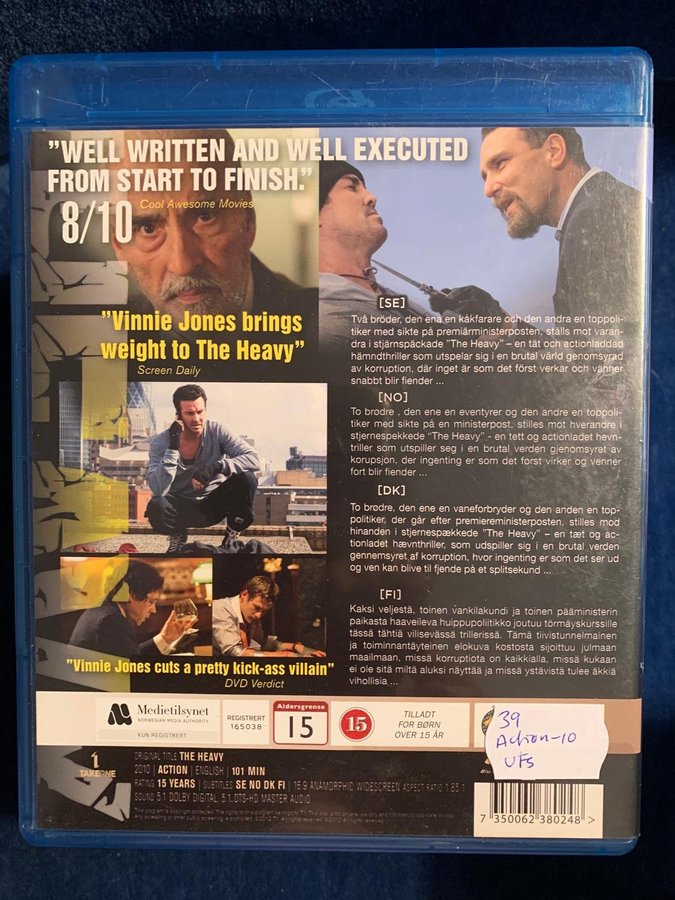 "WELL WRITTEN AND WELL EXECUTED
FROM START TO FINISH."
8/10
Cool Awesome Movies
"Vinnie Jones brings
weight to The Heavy"
Screen Daily
"Vinnie Jones cuts a pretty kick-ass villain"
DVD Verdict
[SE]
Två bröder, den ena en kåkfarare och den andra en toppoli-
tiker med sikte på premiärministerposten, ställs mot varan-
dra i stjärnspäckade "The Heavy" – en tät och actionladdad
hämndthriller som utspelar sig i en brutal värld genomsyrad
av korruption, där inget är som det först verkar och vänner
snabbt blir fiender ...
[NO]
To brodre , den ene en eventyrer og den andre en toppoli-
tiker med sikte på en ministerpost, stilles mot hverandre i
stjernespekkede "The Heavy" - en tett og actionladet hevn-
triller som utspiller seg i en brutal verden gjenomsyret av
korupsjon, der ingenting er som det først virker og venner
fort blir fiender ...
[DK]
To brodre, den ene en vaneforbryder og den anden en top-
politiker, der går efter premiereministerposten, stilles mod
hinanden i stjernespækkede "The Heavy" – en tæt og ac-
tionladet hævnthriller, som udspiller sig i en brutal verden
gennemsyret af korruption, hvor ingenting er som det ser ud
og ven kan blive til fjende på et splitsekund ...
[FI]
Kaksi veljestä, toinen vankilakundi ja toinen pääministerin
paikasta haaveileva huippupoliitikko joutuu törmäyskurssille
tässä tähtiä vilisevässä trillerissä. Tämä tiivistunnelmainen
ja toiminnantäyteinen elokuva kostosta sijoittuu julmaan
maailmaan, missä korruptiota on kaikkialla, missä kukaan
ei ole sitä miltä aluksi näyttää ja missä ystävistä tulee äkkiä
vihollisia ...
Medietilsynet
NORWEGIAN MEDIA AUTHORITY
KUN REGISTRERT
REGISTRERT
165038
Aldersgrense
15
15
TILLADT
FOR BØRN
OVER 15 ÅR
39
Action-10
UFS
1
TAKEONE
ORIGINAL TITLE THE HEAVY
2010 | ACTION | ENGLISH | 101 MIN
RATING 15 YEARS | SUBTITLES SE NO DK FI | 16:9 ANAMORPHIC WIDESCREEN ASPECT RATIO 1.85:1
SOUND 5.1 DOLBY DIGITAL, 5.1. DTS-HD MASTER AUDIO
7 350062 380248 >